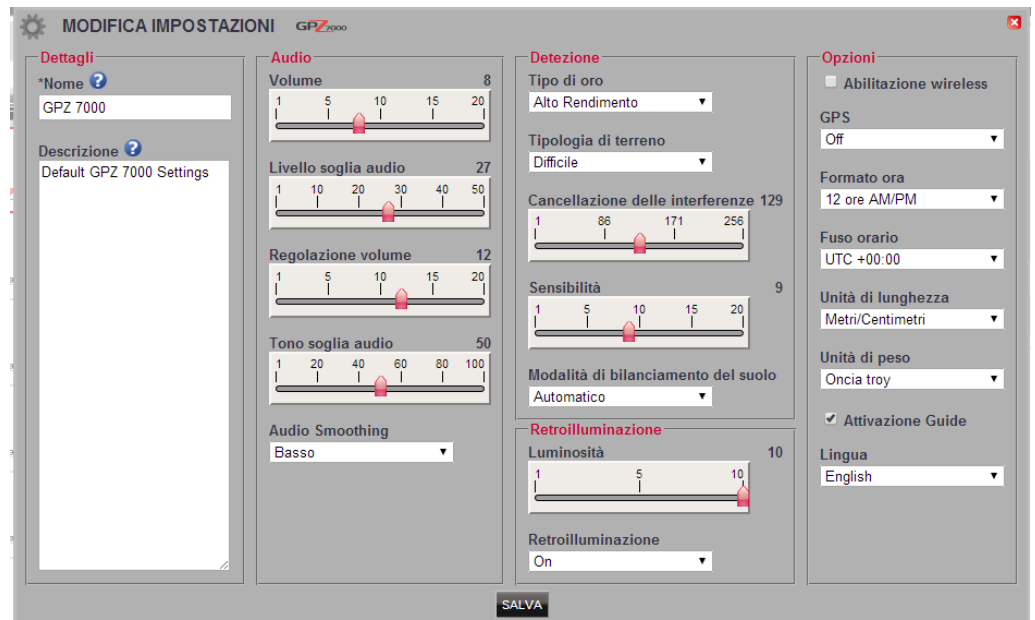 MODIFICA IMPOSTAZIONI GPZ7000
Dettagli
*Nome ?
GPZ 7000
Descrizione ?
Default GPZ 7000 Settings
Audio
Volume 8
1 5 10 15 20
Livello soglia audio 27
1 10 20 30 40 50
Regolazione volume 12
1 5 10 15 20
Tono soglia audio 50
1 20 40 60 80 100
Audio Smoothing
Basso
Detezione
Tipo di oro
Alto Rendimento
Tipologia di terreno
Difficile
Cancellazione delle interferenze 129
1 86 171 256
Sensibilità 9
1 5 10 15 20
Modalità di bilanciamento del suolo
Automatico
Retroilluminazione
Luminosità 10
1 5 10
Retroilluminazione
On
Opzioni
Abilitazione wireless
GPS
Off
Formato ora
12 ore AM/PM
Fuso orario
UTC +00:00
Unità di lunghezza
Metri/Centimetri
Unità di peso
Oncia troy
Attivazione Guide
Lingua
English
SALVA